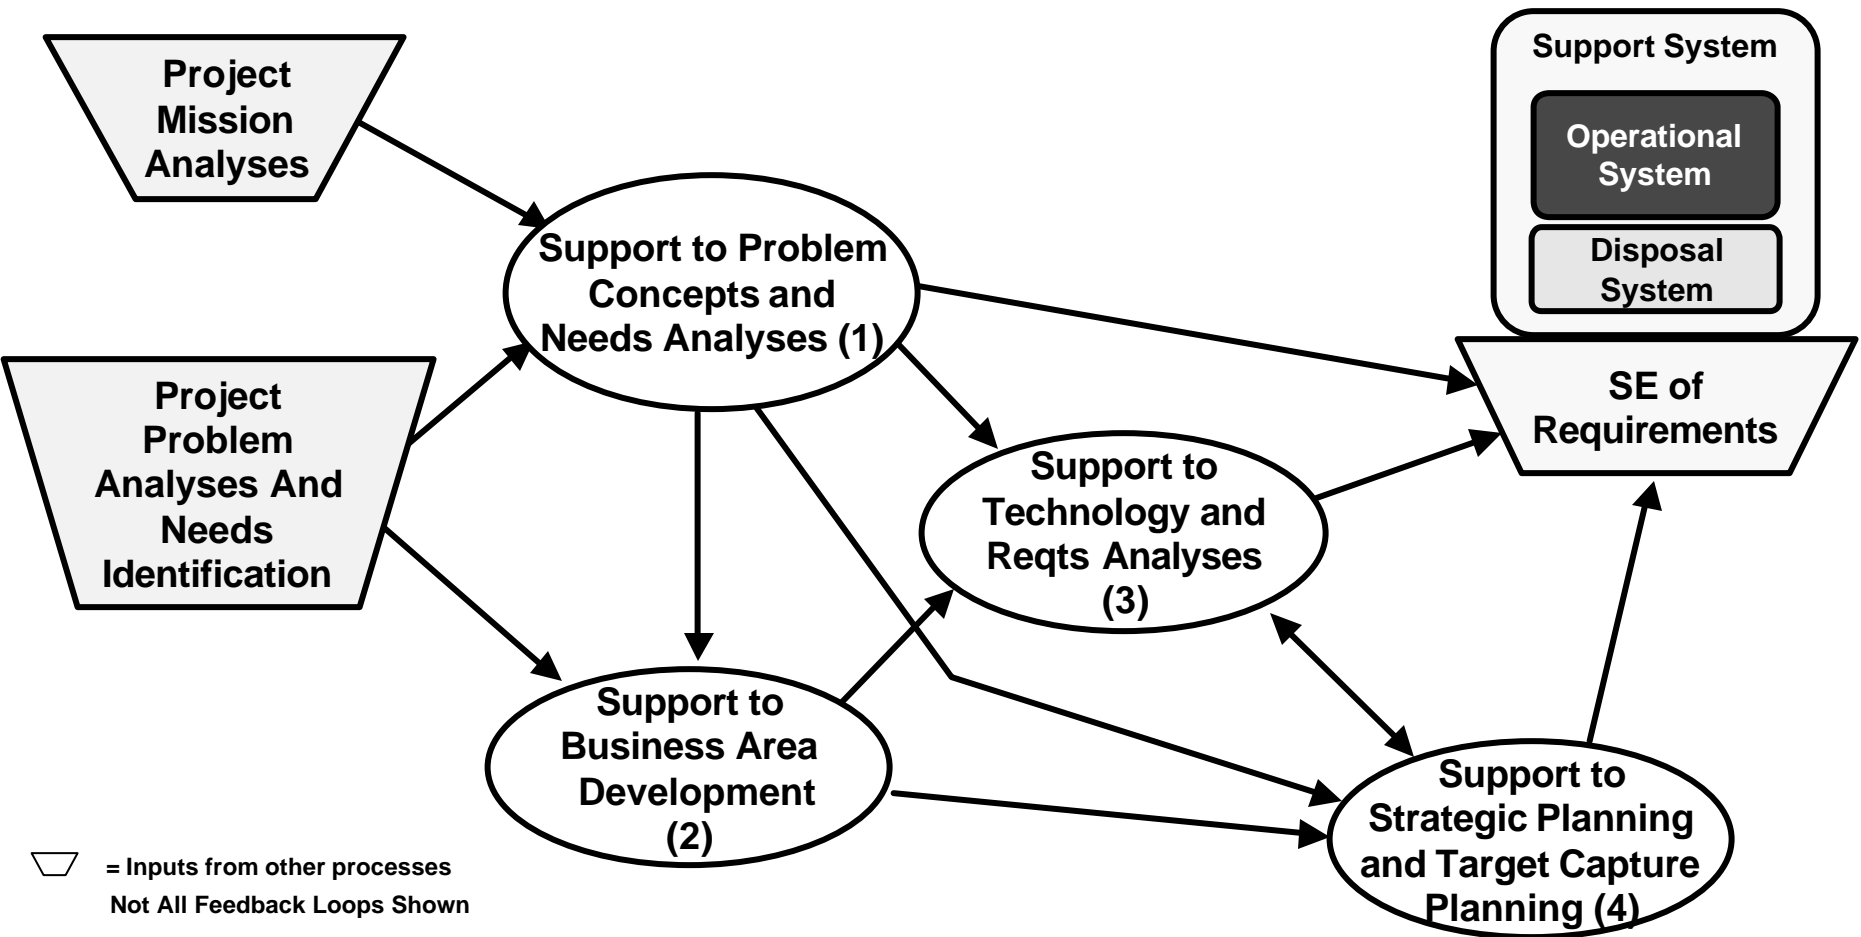 Project
Mission
Analyses
Support System
Operational
System
Disposal
System
SE of
Requirements
Support to Problem
Concepts and
Needs Analyses (1)
Project
Problem
Analyses And
Needs
Identification
Support to
Technology and
Reqts Analyses
(3)
Support to
Business Area
Development
(2)
Support to
Strategic Planning
and Target Capture
Planning (4)
= Inputs from other processes
Not All Feedback Loops Shown